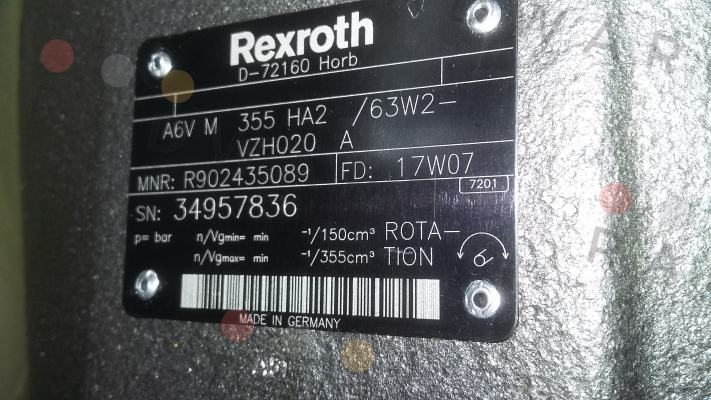 Rexroth
D-72160 Horb
A6V M 355 HA2 /63W2-
VZH020 A
MNR: R902435089 FD: 17W07
7201
SN: 34957836
p= bar n/Vgmin= min -1/150cm³ ROTA-
n/Vgmax= min -1/355cm³ TION
MADE IN GERMANY